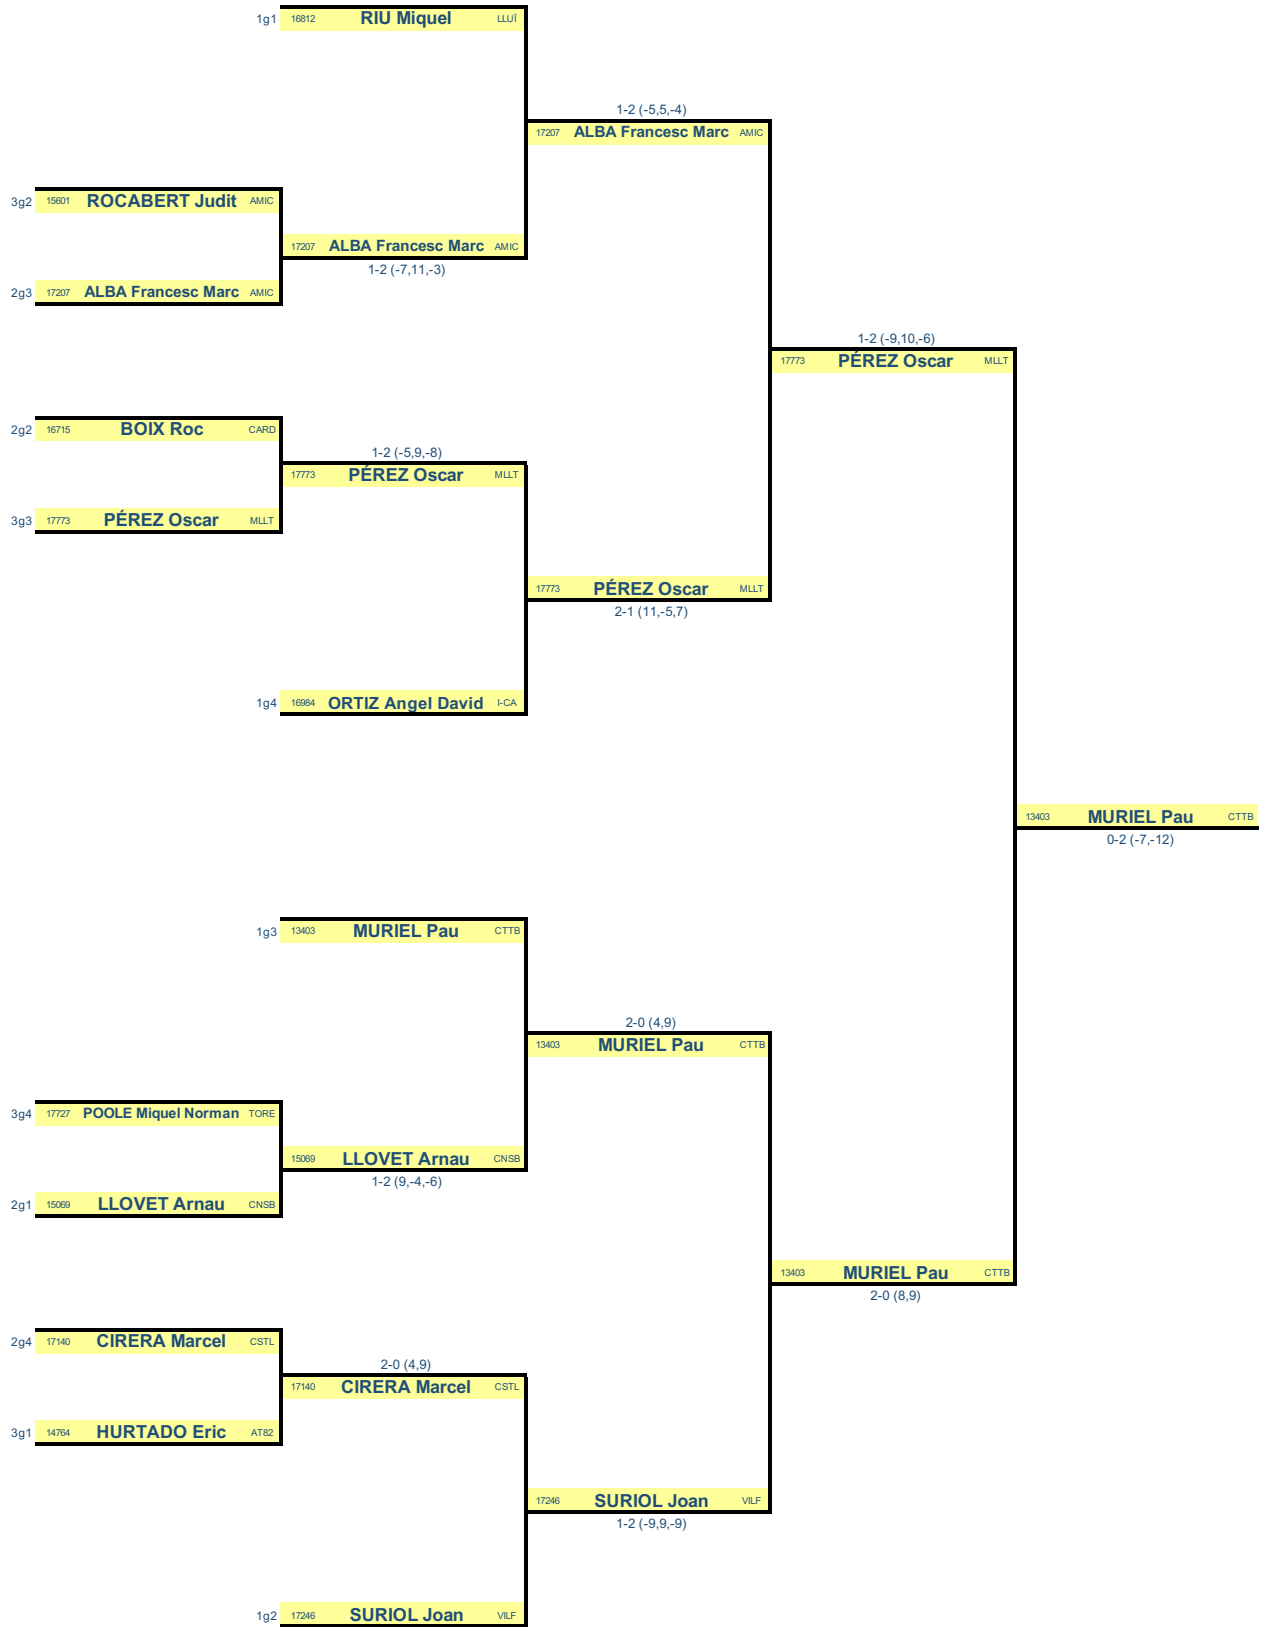 1g1 16812 RIU Miquel LLUÏ
1-2 (-5,5,-4)
17207 ALBA Francesc Marc AMIC
3g2 15601 ROCABERT Judit AMIC
17207 ALBA Francesc Marc AMIC
1-2 (-7,11,-3)
2g3 17207 ALBA Francesc Marc AMIC
1-2 (-9,10,-6)
17773 PÉREZ Oscar MLLT
2g2 16715 BOIX Roc CARD
1-2 (-5,9,-8)
17773 PÉREZ Oscar MLLT
3g3 17773 PÉREZ Oscar MLLT
17773 PÉREZ Oscar MLLT
2-1 (11,-5,7)
1g4 16984 ORTIZ Angel David I-CA
13403 MURIEL Pau CTTB
0-2 (-7,-12)
1g3 13403 MURIEL Pau CTTB
2-0 (4,9)
13403 MURIEL Pau CTTB
3g4 17727 POOLE Miquel Norman TORE
15069 LLOVET Arnau CNSB
1-2 (9,-4,-6)
2g1 15069 LLOVET Arnau CNSB
13403 MURIEL Pau CTTB
2-0 (8,9)
2g4 17140 CIRERA Marcel CSTL
2-0 (4,9)
17140 CIRERA Marcel CSTL
3g1 14764 HURTADO Eric AT82
17246 SURIOL Joan VILF
1-2 (-9,9,-9)
1g2 17246 SURIOL Joan VILF